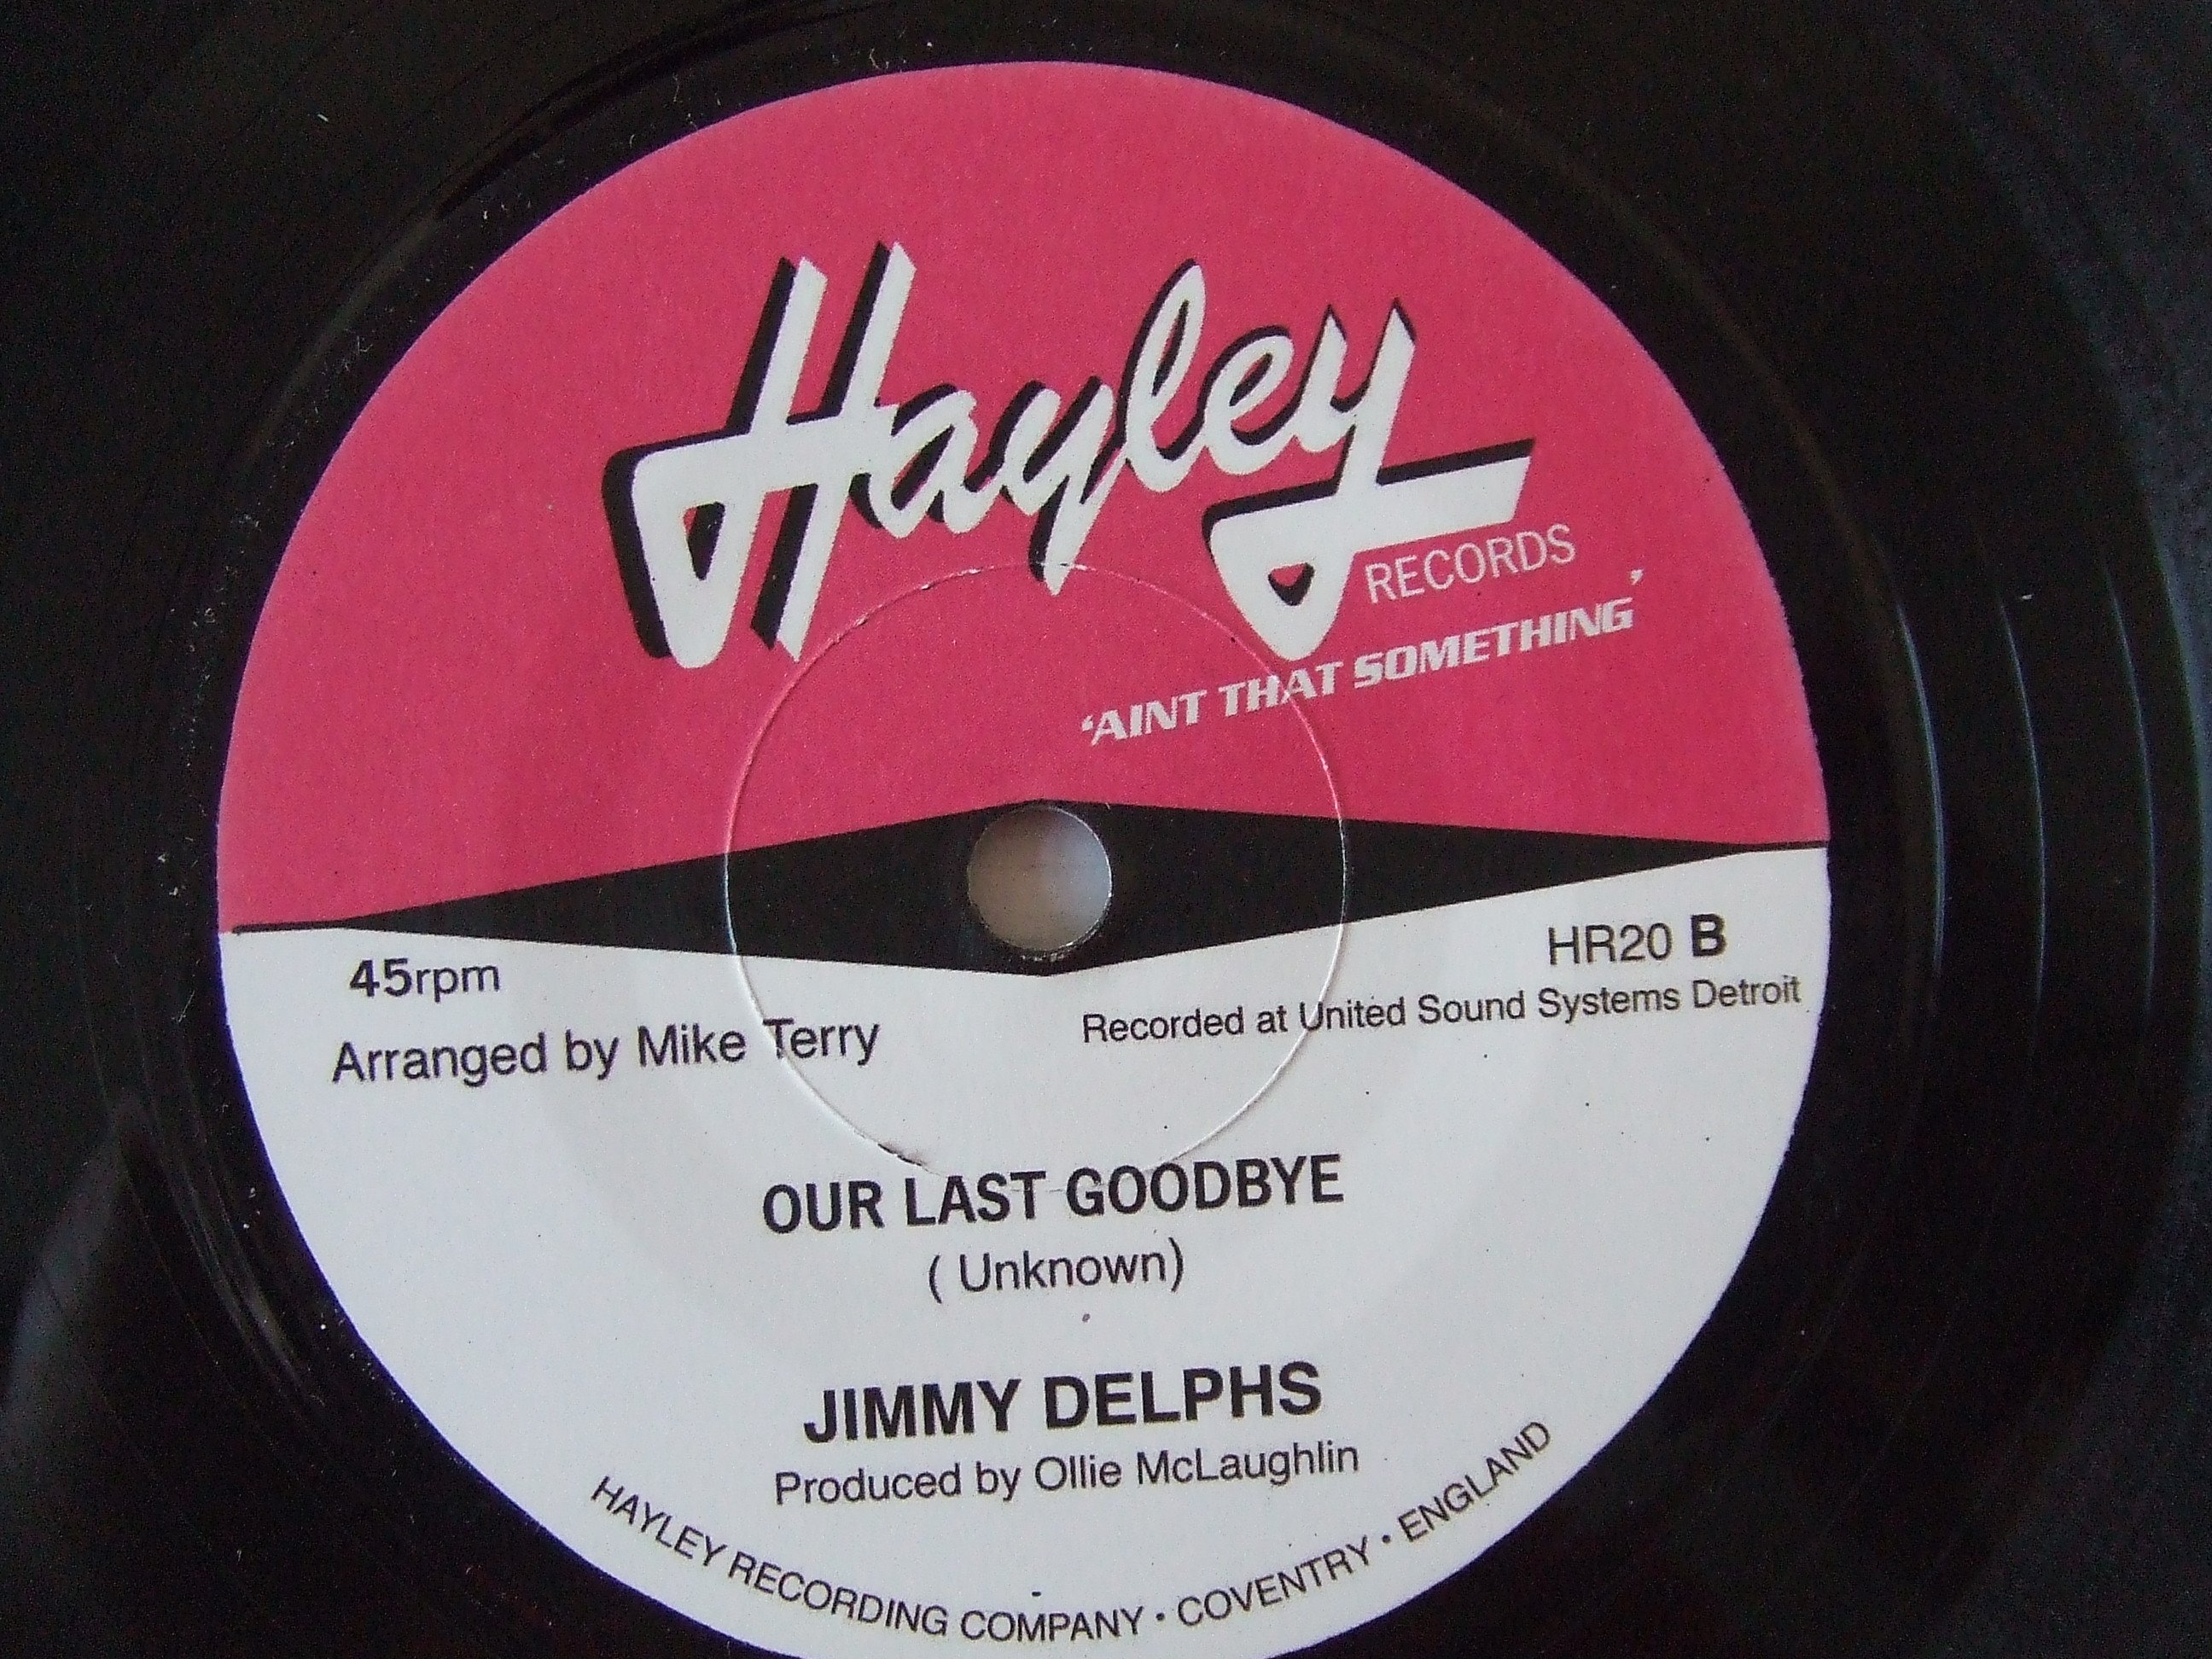 Hayley
RECORDS
‘AINT THAT SOMETHING’
45rpm
HR20 B
Arranged by Mike Terry
Recorded at United Sound Systems Detroit
OUR LAST GOODBYE
( Unknown)
JIMMY DELPHS
Produced by Ollie McLaughlin
HAYLEY RECORDING COMPANY • COVENTRY • ENGLAND